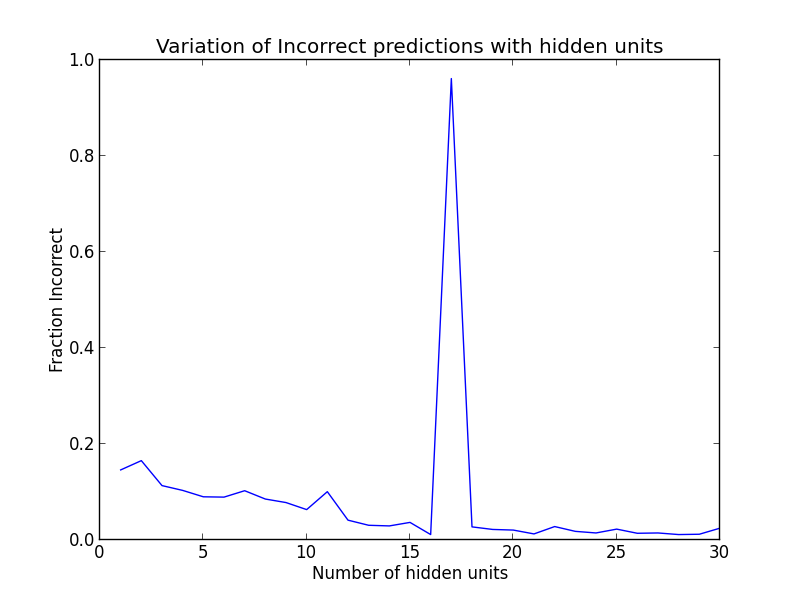 Variation of Incorrect predictions with hidden units
1.0
0.8
0.6
0.4
0.2
0.0
Fraction Incorrect
0 5 10 15 20 25 30
Number of hidden units